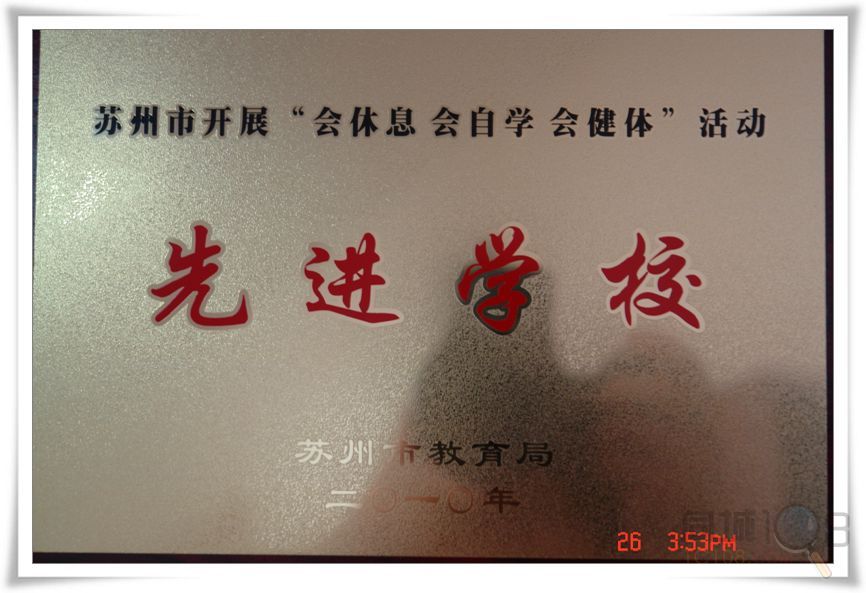 苏州市开展“会休息 会自学 会健体”活动
先进学校
苏州市教育局
二〇一〇年
26 3:53PM